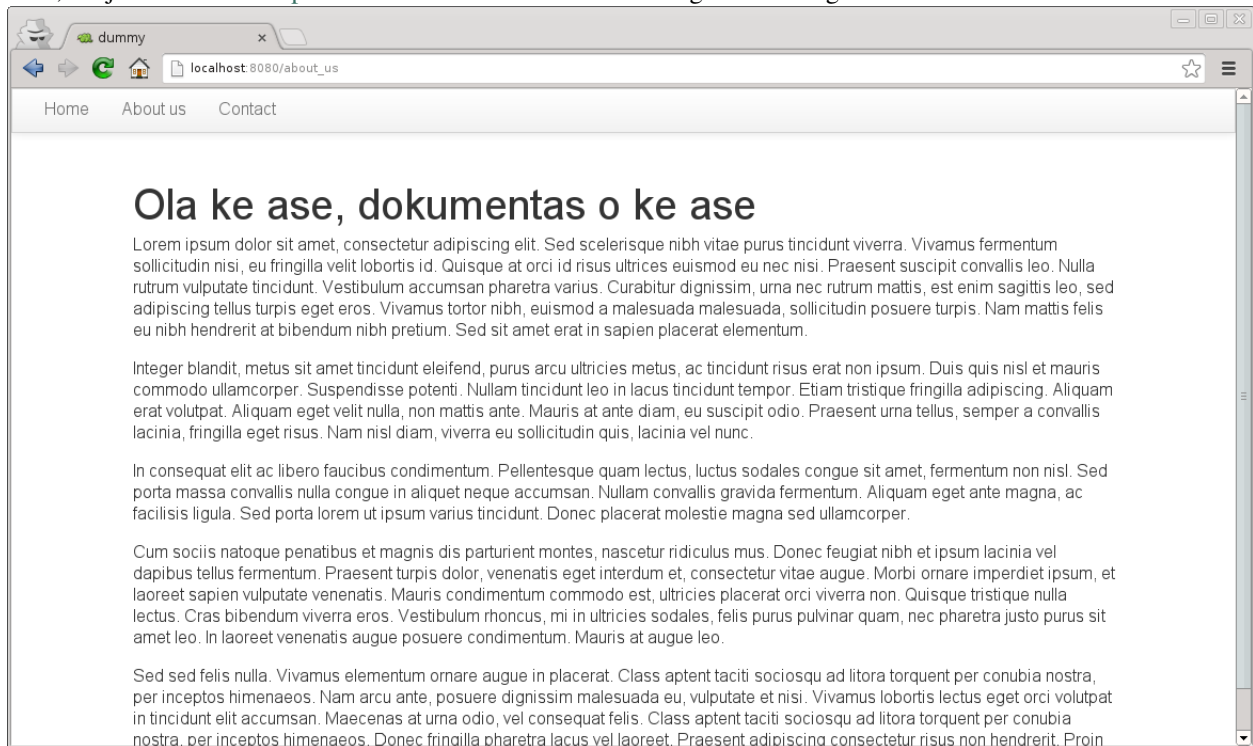 dummy
localhost:8080/about_us
Home About us Contact
Ola ke ase, dokumentas o ke ase
Lorem ipsum dolor sit amet, consectetur adipiscing elit. Sed scelerisque nibh vitae purus tincidunt viverra. Vivamus fermentum
sollicitudin nisi, eu fringilla velit lobortis id. Quisque at orci id risus ultrices euismod eu nec nisi. Praesent suscipit convallis leo. Nulla
rutrum vulputate tincidunt. Vestibulum accumsan pharetra varius. Curabitur dignissim, urna nec rutrum mattis, est enim sagittis leo, sed
adipiscing tellus turpis eget eros. Vivamus tortor nibh, euismod a malesuada malesuada, sollicitudin posuere turpis. Nam mattis felis
eu nibh hendrerit at bibendum nibh pretium. Sed sit amet erat in sapien placerat elementum.
Integer blandit, metus sit amet tincidunt eleifend, purus arcu ultricies metus, ac tincidunt risus erat non ipsum. Duis quis nisl et mauris
commodo ullamcorper. Suspendisse potenti. Nullam tincidunt leo in lacus tincidunt tempor. Etiam tristique fringilla adipiscing. Aliquam
erat volutpat. Aliquam eget velit nulla, non mattis ante. Mauris at ante diam, eu suscipit odio. Praesent urna tellus, semper a convallis
lacinia, fringilla eget risus. Nam nisl diam, viverra eu sollicitudin quis, lacinia vel nunc.
In consequat elit ac libero faucibus condimentum. Pellentesque quam lectus, luctus sodales congue sit amet, fermentum non nisl. Sed
porta massa convallis nulla congue in aliquet neque accumsan. Nullam convallis gravida fermentum. Aliquam eget ante magna, ac
facilisis ligula. Sed porta lorem ut ipsum varius tincidunt. Donec placerat molestie magna sed ullamcorper.
Cum sociis natoque penatibus et magnis dis parturient montes, nascetur ridiculus mus. Donec feugiat nibh et ipsum lacinia vel
dapibus tellus fermentum. Praesent turpis dolor, venenatis eget interdum et, consectetur vitae augue. Morbi ornare imperdiet ipsum, et
laoreet sapien vulputate venenatis. Mauris condimentum commodo est, ultricies placerat orci viverra non. Quisque tristique nulla
lectus. Cras bibendum viverra eros. Vestibulum rhoncus, mi in ultricies sodales, felis purus pulvinar quam, nec pharetra justo purus sit
amet leo. In laoreet venenatis augue posuere condimentum. Mauris at augue leo.
Sed sed felis nulla. Vivamus elementum ornare augue in placerat. Class aptent taciti sociosqu ad litora torquent per conubia nostra,
per inceptos himenaeos. Nam arcu ante, posuere dignissim malesuada eu, vulputate et nisi. Vivamus lobortis lectus eget orci volutpat
in tincidunt elit accumsan. Maecenas at urna odio, vel consequat felis. Class aptent taciti sociosqu ad litora torquent per conubia
nostra, per inceptos himenaeos. Donec fringilla pharetra lacus vel laoreet. Praesent adipiscing consectetur risus non hendrerit. Proin